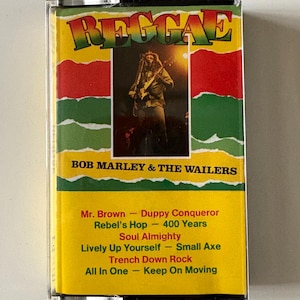 REGGAE
BOB MARLEY & THE WAILERS
Mr. Brown — Duppy Conqueror
Rebel's Hop — 400 Years
Soul Almighty
Lively Up Yourself — Small Axe
Trench Down Rock
All In One — Keep On Moving